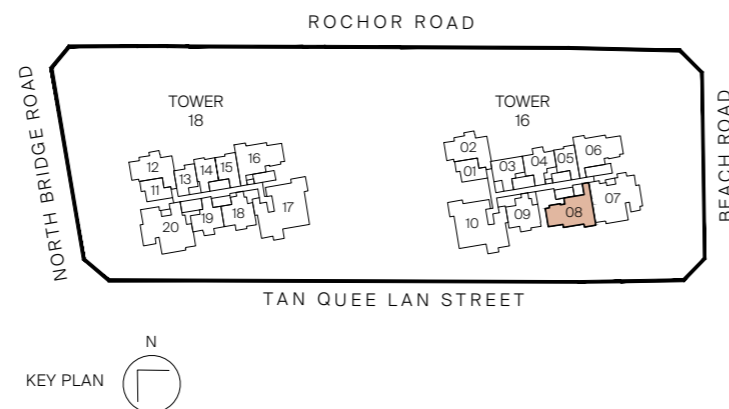 ROCHOR ROAD
NORTH BRIDGE ROAD
BEACH ROAD
TOWER
18
12
11
13
14
15
16
17
18
19
20
TOWER
16
02
01
03
04
05
06
07
08
09
10
TAN QUEE LAN STREET
N
KEY PLAN